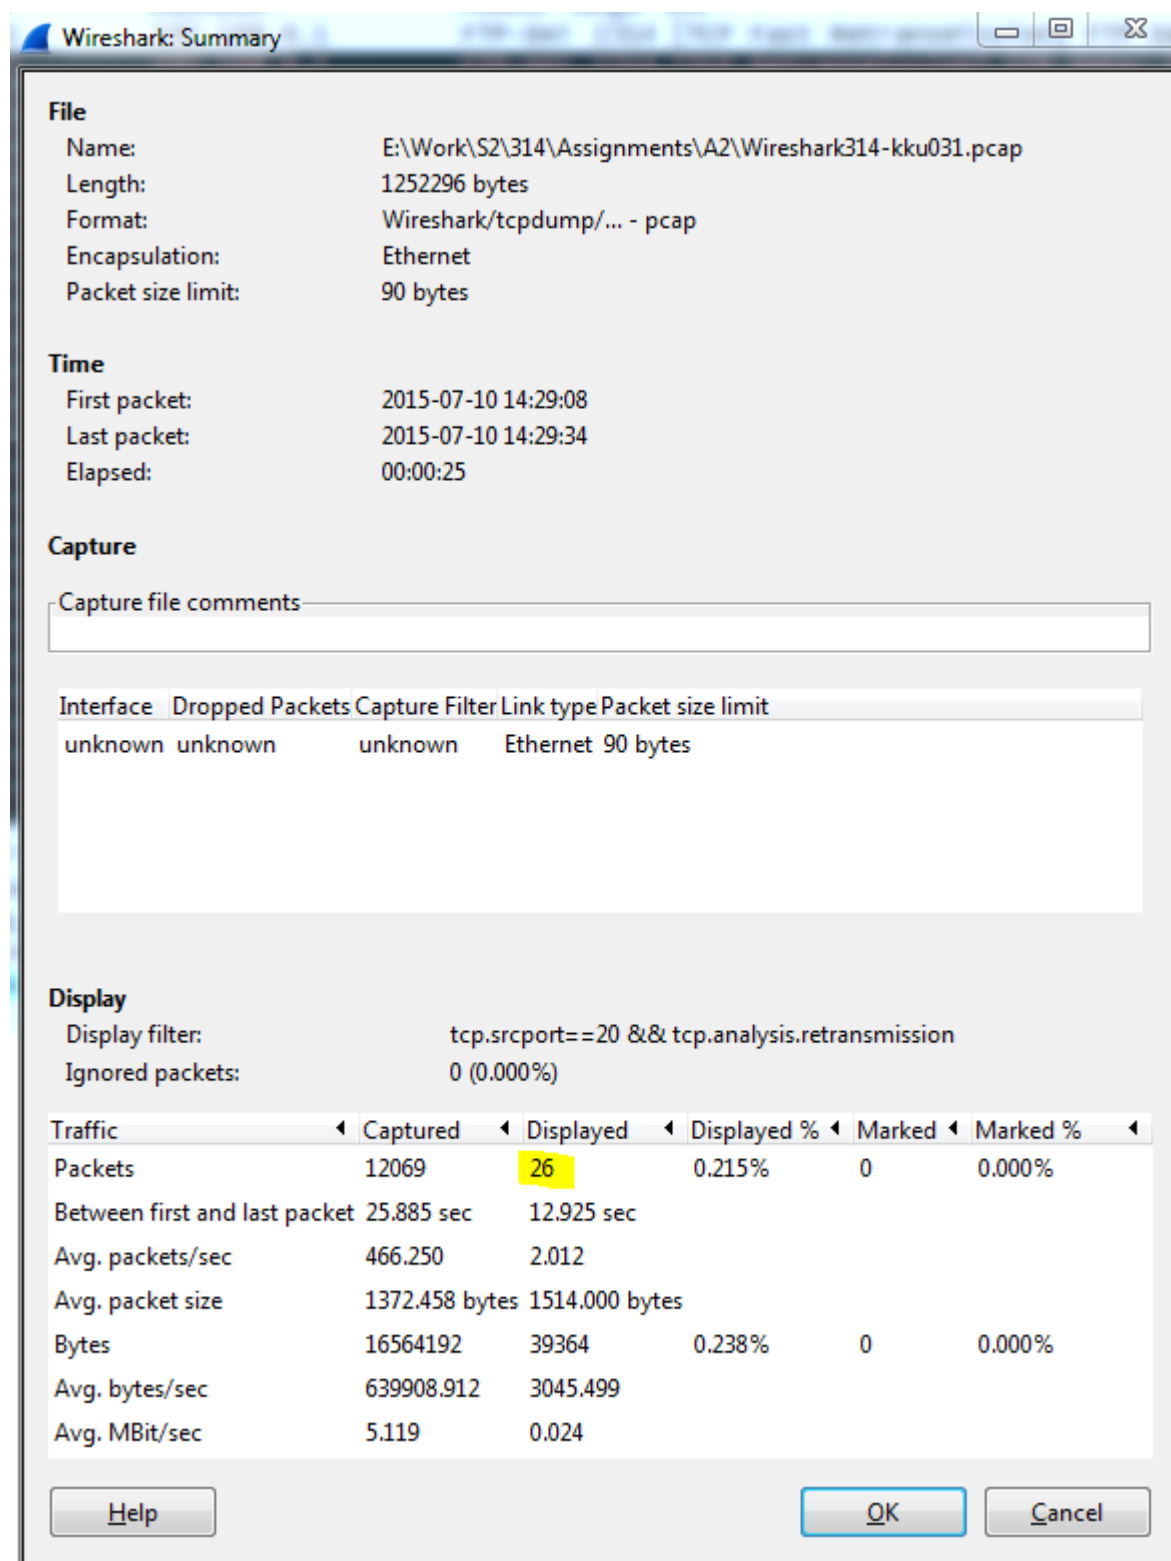 Wireshark: Summary
File
Name: E:\Work\S2\314\Assignments\A2\Wireshark314-kku031.pcap
Length: 1252296 bytes
Format: Wireshark/tcpdump/... - pcap
Encapsulation: Ethernet
Packet size limit: 90 bytes
Time
First packet: 2015-07-10 14:29:08
Last packet: 2015-07-10 14:29:34
Elapsed: 00:00:25
Capture
Capture file comments
Interface Dropped Packets Capture Filter Link type Packet size limit
unknown unknown unknown Ethernet 90 bytes
Display
Display filter: tcp.srcport==20 && tcp.analysis.retransmission
Ignored packets: 0 (0.000%)
Traffic Captured Displayed Displayed % Marked Marked %
Packets 12069 26 0.215% 0 0.000%
Between first and last packet 25.885 sec 12.925 sec
Avg. packets/sec 466.250 2.012
Avg. packet size 1372.458 bytes 1514.000 bytes
Bytes 16564192 39364 0.238% 0 0.000%
Avg. bytes/sec 639908.912 3045.499
Avg. MBit/sec 5.119 0.024
Help OK Cancel